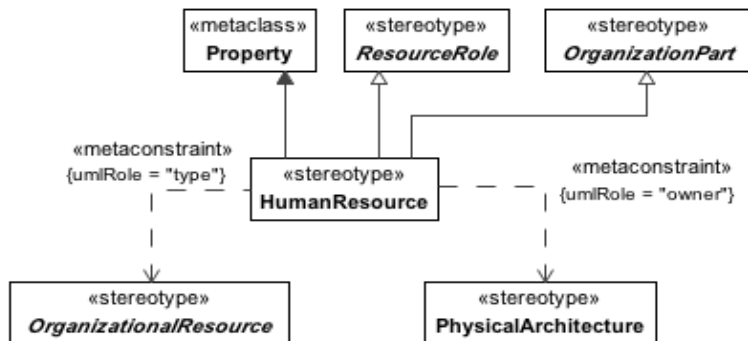 «metaclass»
Property
«stereotype»
ResourceRole
«stereotype»
OrganizationPart
«metaconstraint»
{umlRole = "type"}
«stereotype»
HumanResource
«metaconstraint»
{umlRole = "owner"}
«stereotype»
OrganizationalResource
«stereotype»
PhysicalArchitecture